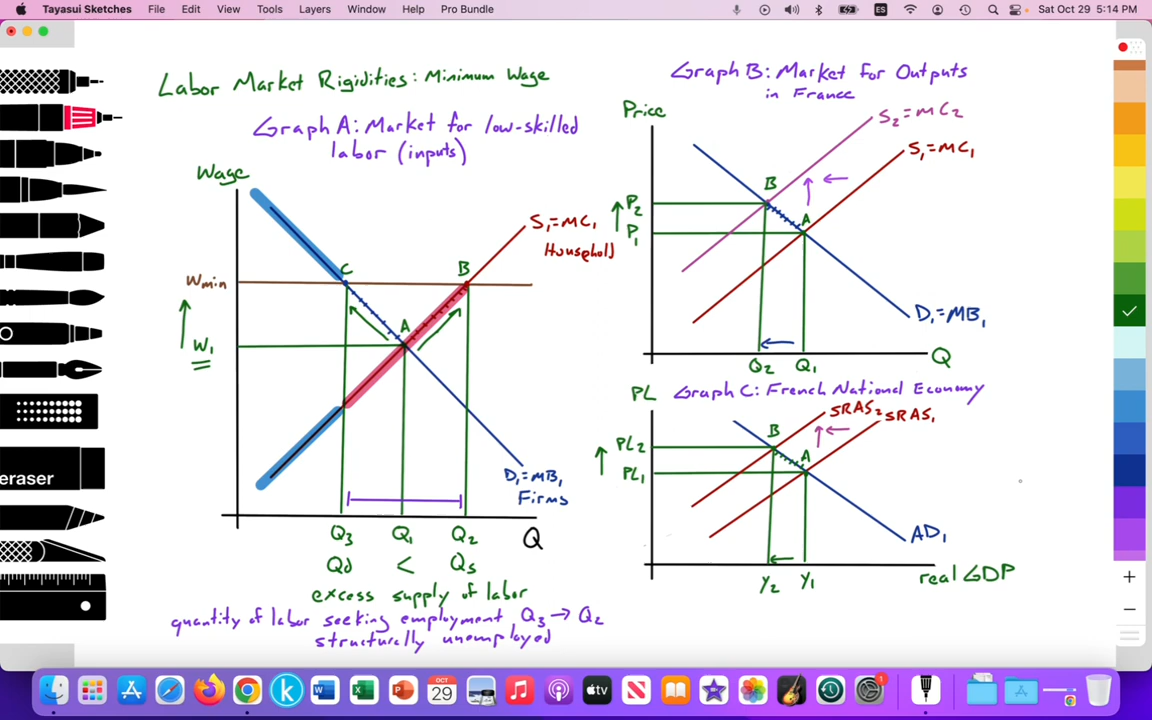 Tayasui Sketches File Edit View Tools Layers Window Help Pro Bundle
ES
Sat Oct 29 5:14 PM
Labor Market Rigidities: Minimum Wage
Graph A: Market for low-skilled
labor (inputs)
Wage
S₁=MC₁
Household
Wmin
C
B
A
W₁
D₁=MB₁
Firms
Q₃ Q₁ Q₂ Q
Qd < Qs
excess supply of labor
quantity of labor seeking employment, Q₃ → Q₂
structurally unemployed
Graph B: Market for Outputs
in France
Price
S₂=MC₂
S₁=MC₁
B
A
P₂
P₁
D₁=MB₁
Q₂ Q₁ Q
PL Graph C: French National Economy
SRAS₂ SRAS₁
B
A
PL₂
PL₁
AD₁
Y₂ Y₁ real GDP
eraser
OCT
29
tv
1